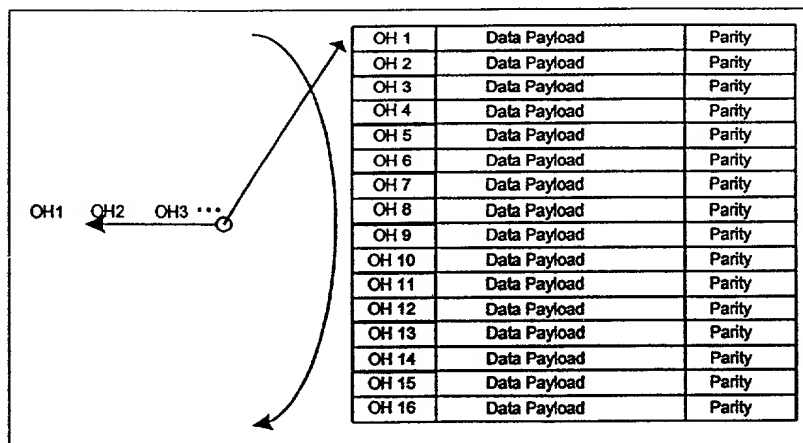 OH 1 Data Payload Parity
OH 2 Data Payload Parity
OH 3 Data Payload Parity
OH 4 Data Payload Parity
OH 5 Data Payload Parity
OH 6 Data Payload Parity
OH 7 Data Payload Parity
OH1 OH2 OH3 ••• OH 8 Data Payload Parity
OH 9 Data Payload Parity
OH 10 Data Payload Parity
OH 11 Data Payload Parity
OH 12 Data Payload Parity
OH 13 Data Payload Parity
OH 14 Data Payload Parity
OH 15 Data Payload Parity
OH 16 Data Payload Parity